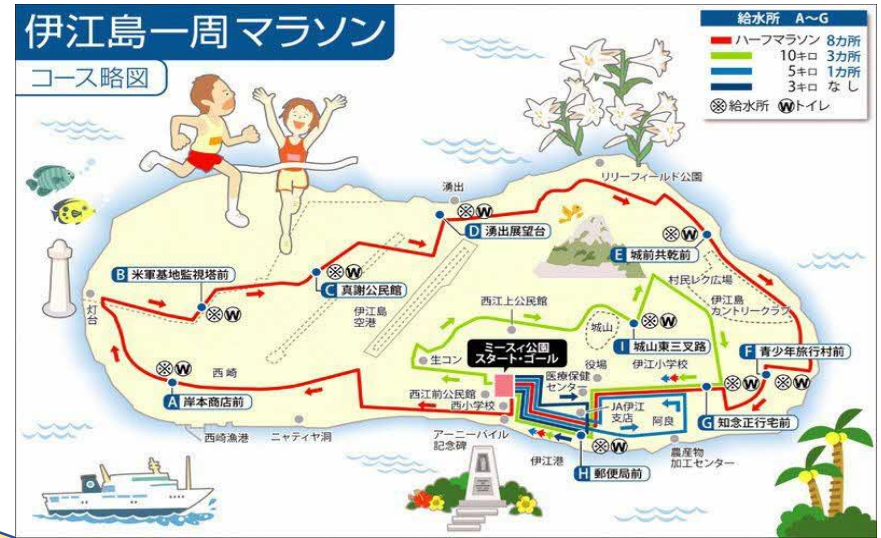 伊江島一周マラソン
コース略図
給水所 A～G
ハーフマラソン 8カ所
10キロ 3カ所
5キロ 1カ所
3キロ なし
※給水所 Wトイレ
リリーフィールド公園
湧出
※W
D 湧出展望台
※W
E 城前共乾前
B 米軍基地監視塔前
※W
C 真謝公民館
村民レク広場
灯台
※W
伊江島
空港
西江上公民館
伊江島
カントリークラブ
城山
※W
I 城山東三叉路
ミースィ公園
スタート・ゴール
生コン
役場
伊江小学校
F 青少年旅行村前
※W
西崎
医療保健
センター
※W
※W
A 岸本商店前
西江前公民館
西小学校
JA伊江
支店
阿良
G 知念正行宅前
西崎漁港
ニャティヤ洞
アーニーパイル
記念碑
※W
農産物
加工センター
伊江港
H 郵便局前